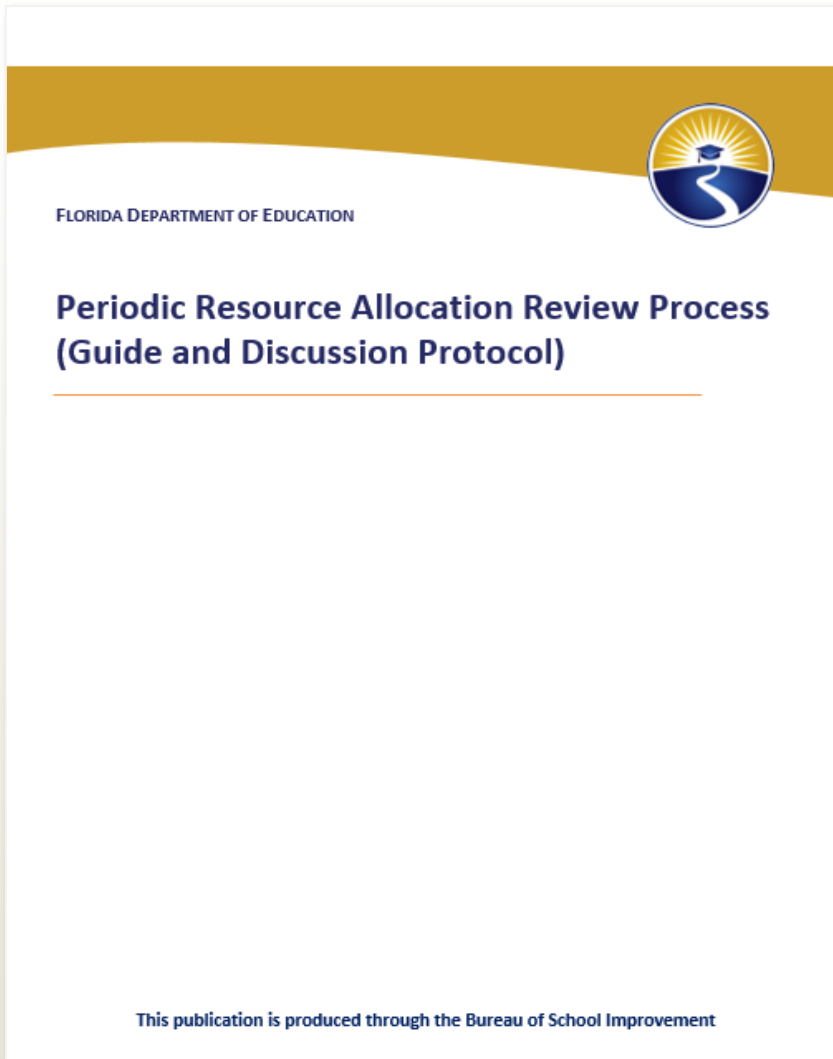 FLORIDA DEPARTMENT OF EDUCATION
Periodic Resource Allocation Review Process
(Guide and Discussion Protocol)
This publication is produced through the Bureau of School Improvement